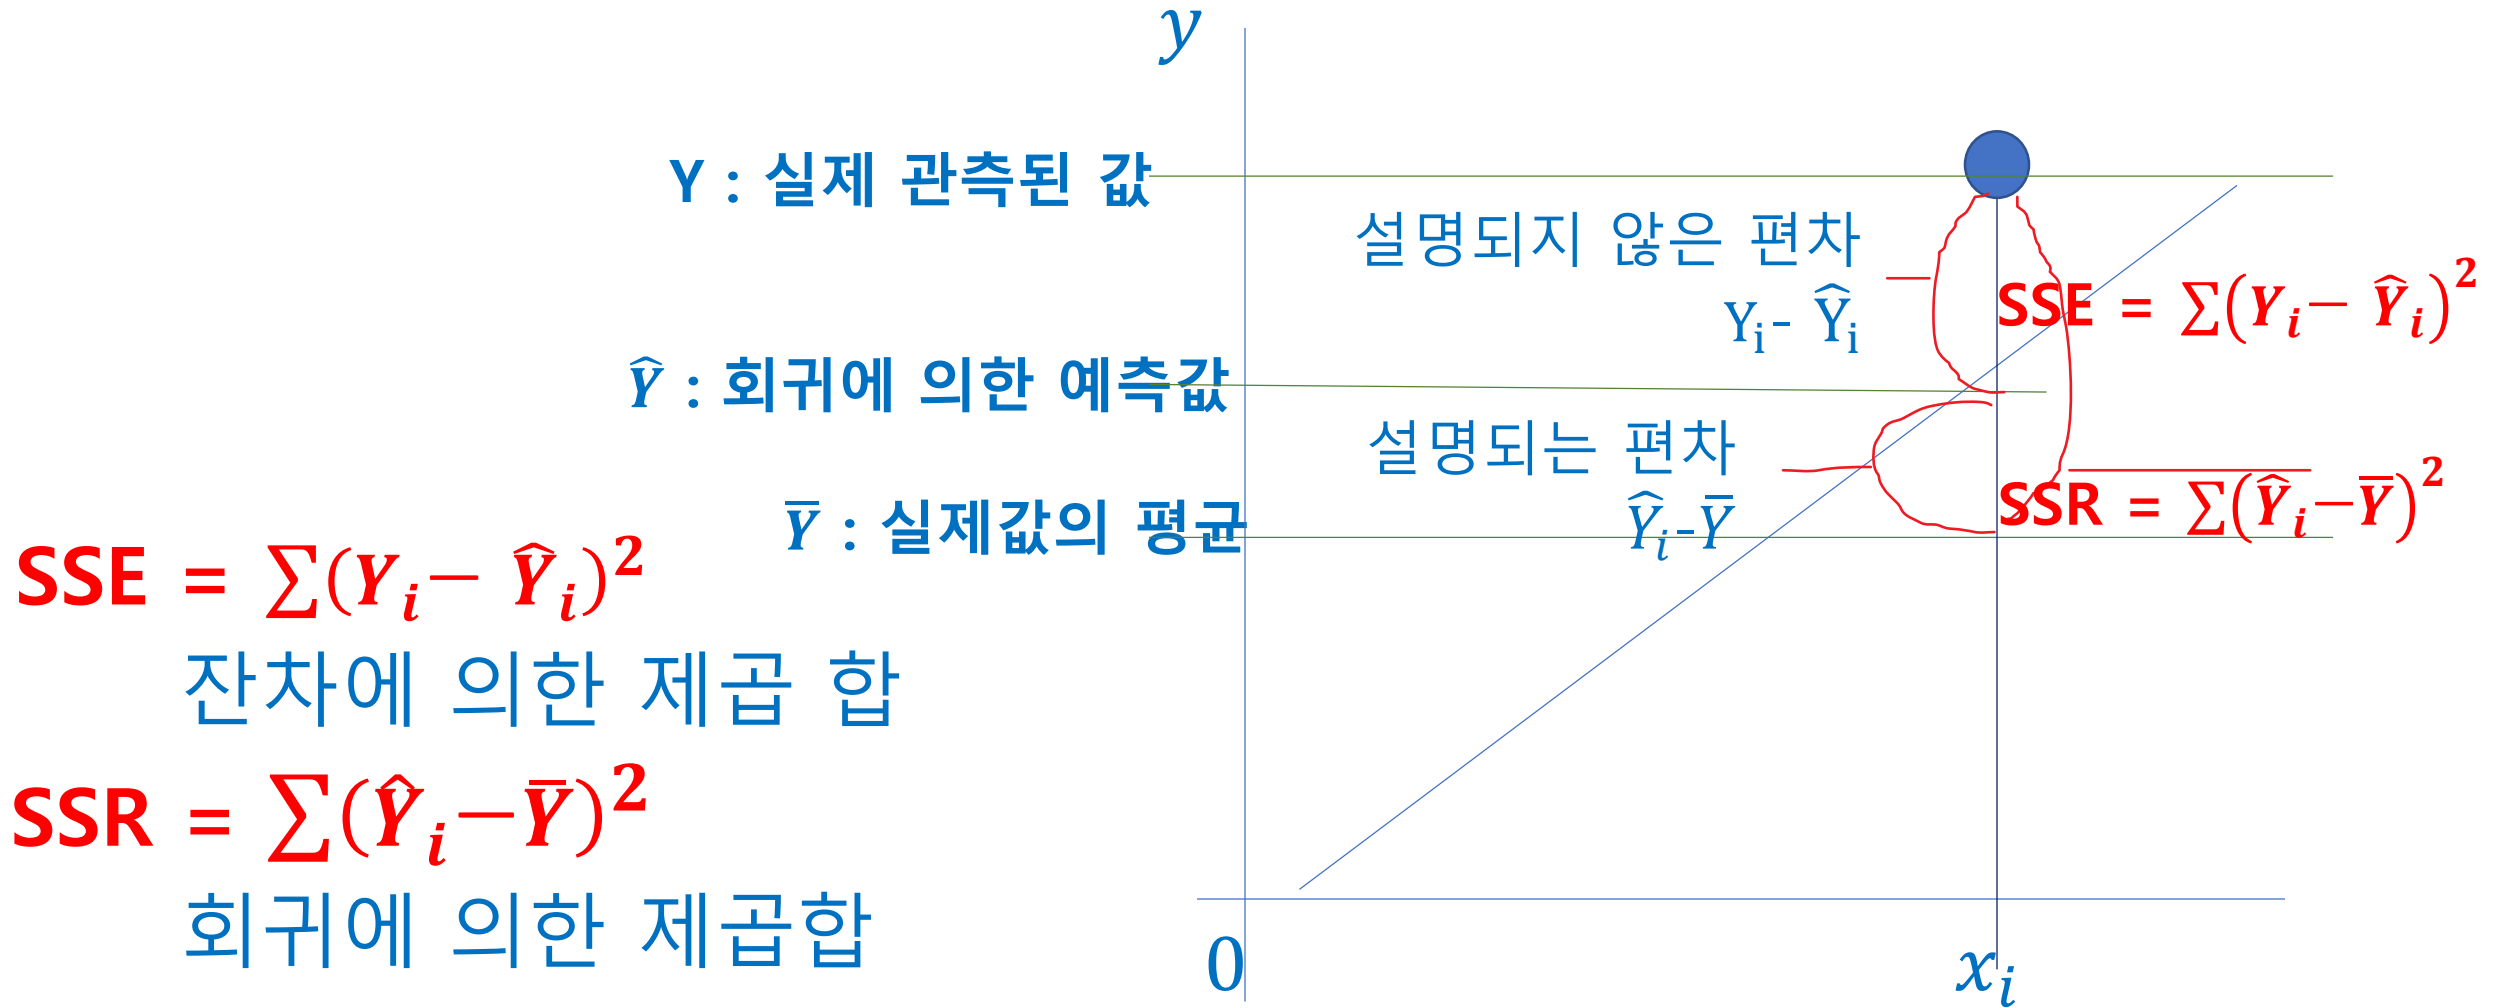 y
Y : 실제 관측된 값
설명되지 않은 편차
Yᵢ- Ŷᵢ
SSE = ∑(Yᵢ − Ŷᵢ)²
Ŷ : 회귀에 의한 예측값
설명되는 편차
Ŷᵢ-Ȳ
SSR = ∑(Ŷᵢ − Ȳ)²
Ȳ : 실제값의 평균
SSE = ∑(Yᵢ − Ŷᵢ)²
잔차에 의한 제곱 합
SSR = ∑(Ŷᵢ − Ȳ)²
회귀에 의한 제곱합
0
xᵢ